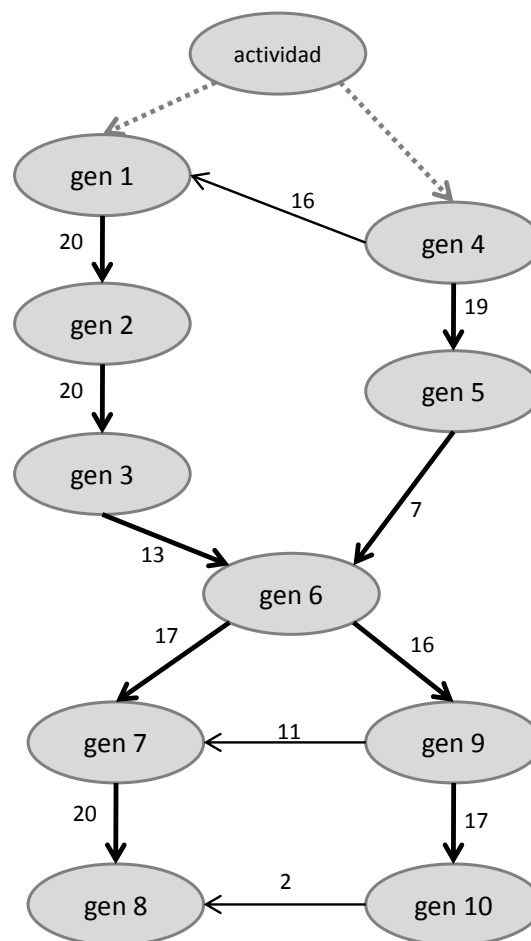 actividad
gen 1
16
gen 4
20
19
gen 2
gen 5
20
gen 3
7
13
gen 6
17
16
gen 7
11
gen 9
20
17
gen 8
2
gen 10